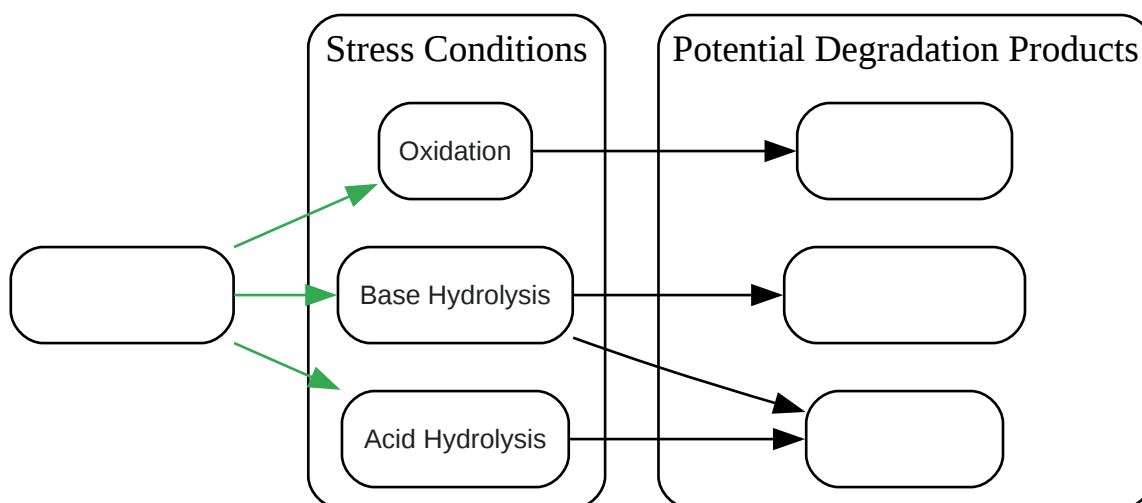 Stress Conditions
Potential Degradation Products
Oxidation
Base Hydrolysis
Acid Hydrolysis